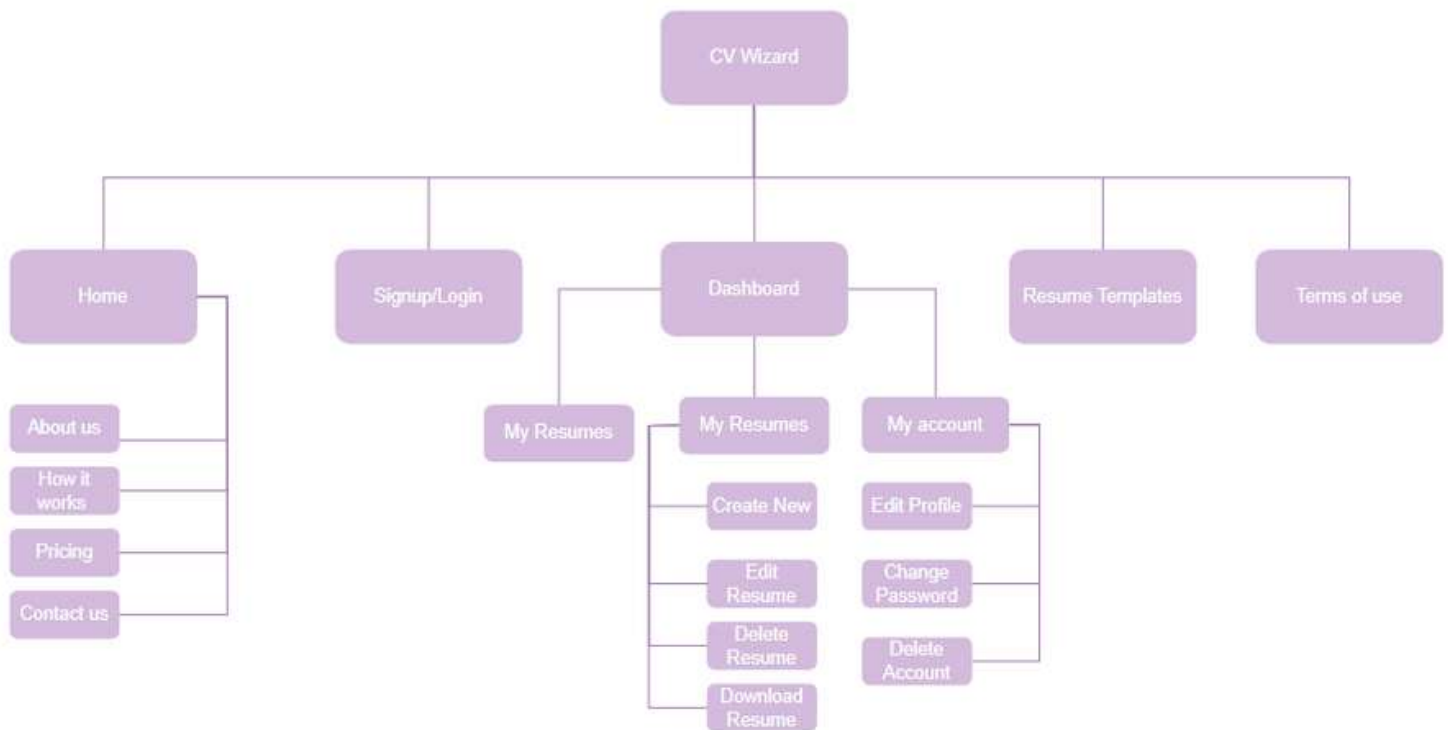 CV Wizard
Home
Signup/Login
Dashboard
Resume Templates
Terms of use
About us
How it
works
Pricing
Contact us
My Resumes
My Resumes
Create New
Edit
Resume
Delete
Resume
Download
Resume
My account
Edit Profile
Change
Password
Delete
Account